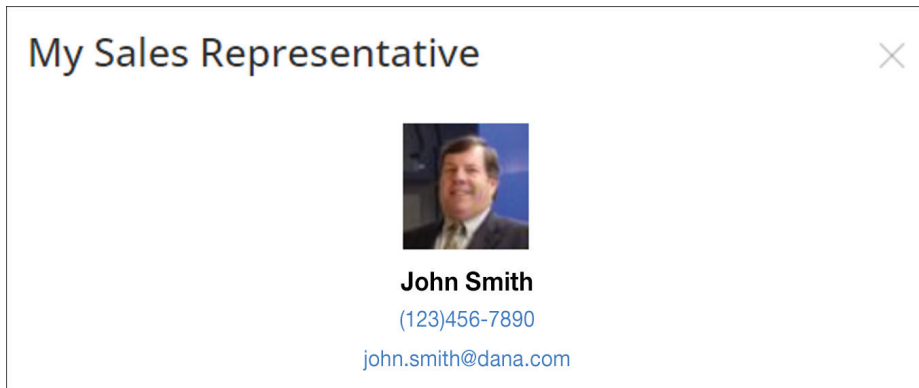 My Sales Representative
John Smith
(123)456-7890
john.smith@dana.com